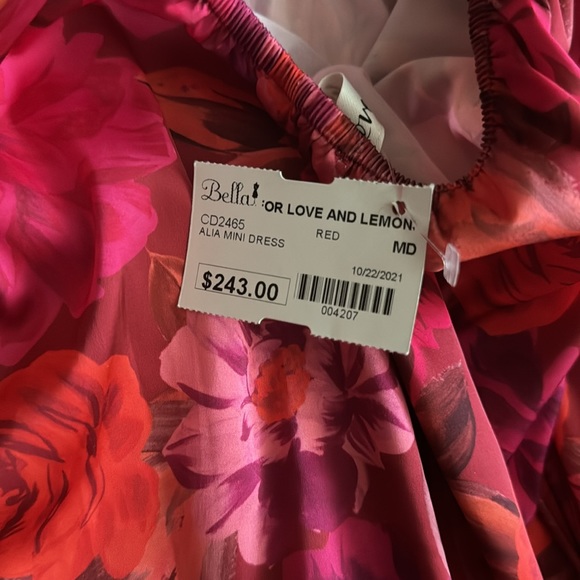 Bella
:OR LOVE AND LEMON:
CD2465
RED
MD
ALIA MINI DRESS
10/22/2021
$243.00
004207